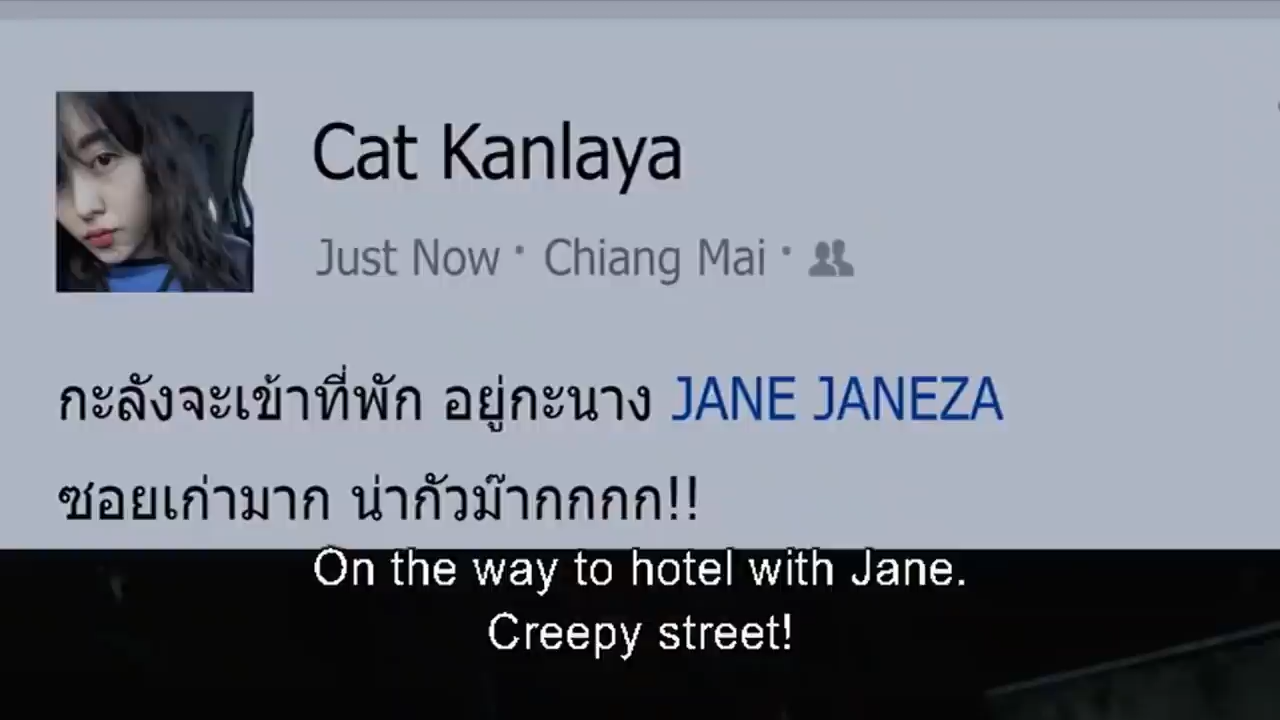 Cat Kanlaya
Just Now · Chiang Mai ·
กะลังจะเข้าที่พัก อยู่กะนาง JANE JANEZA
ซอยเก่ามาก น่ากัวม๊ากกกก!!
On the way to hotel with Jane.
Creepy street!